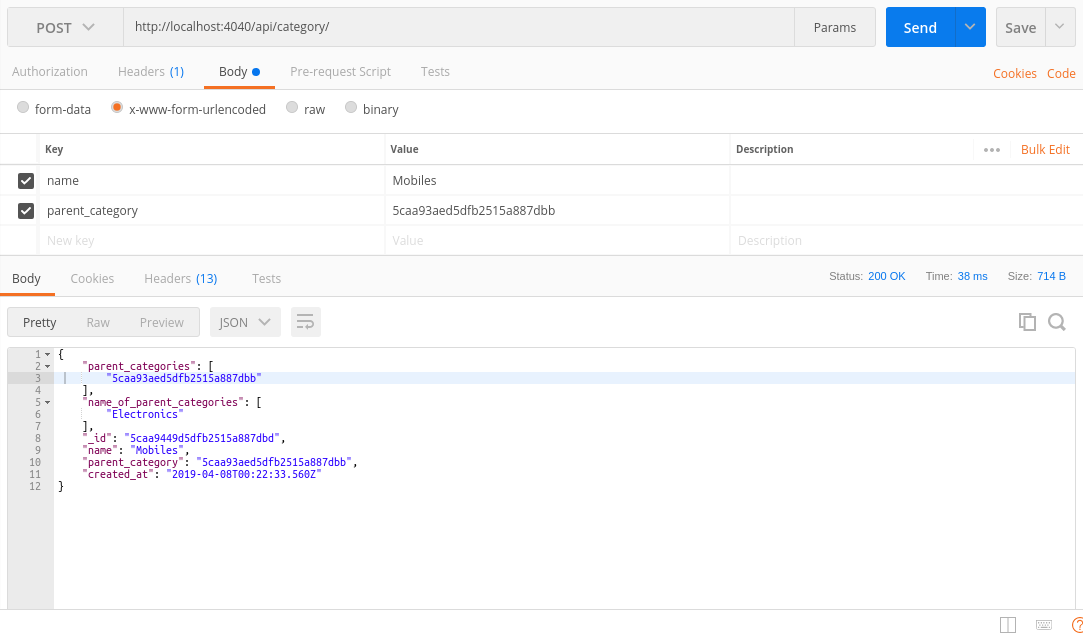 POST http://localhost:4040/api/category/ Params Send Save
Authorization Headers (1) Body Pre-request Script Tests Cookies Code
form-data x-www-form-urlencoded raw binary
Key Value Description Bulk Edit
name Mobiles
parent_category 5caa93aed5dfb2515a887dbb
New key Value Description
Body Cookies Headers (13) Tests Status: 200 OK Time: 38 ms Size: 714 B
Pretty Raw Preview JSON
1 {
2 "parent_categories": [
3 "5caa93aed5dfb2515a887dbb"
4 ],
5 "name_of_parent_categories": [
6 "Electronics"
7 ],
8 "_id": "5caa9449d5dfb2515a887dbd",
9 "name": "Mobiles",
10 "parent_category": "5caa93aed5dfb2515a887dbb",
11 "created_at": "2019-04-08T00:22:33.560Z"
12 }